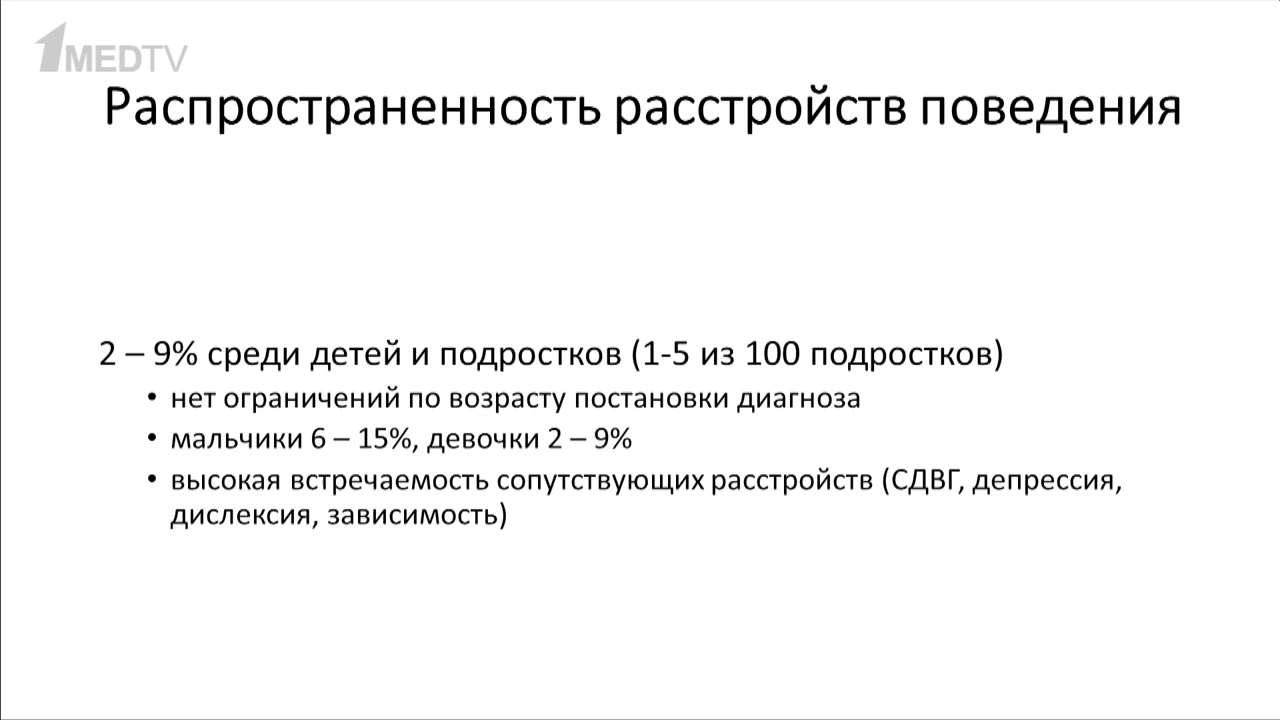 1MEDTV
Распространенность расстройств поведения
2 – 9% среди детей и подростков (1-5 из 100 подростков)
• нет ограничений по возрасту постановки диагноза
• мальчики 6 – 15%, девочки 2 – 9%
• высокая встречаемость сопутствующих расстройств (СДВГ, депрессия,
дислексия, зависимость)